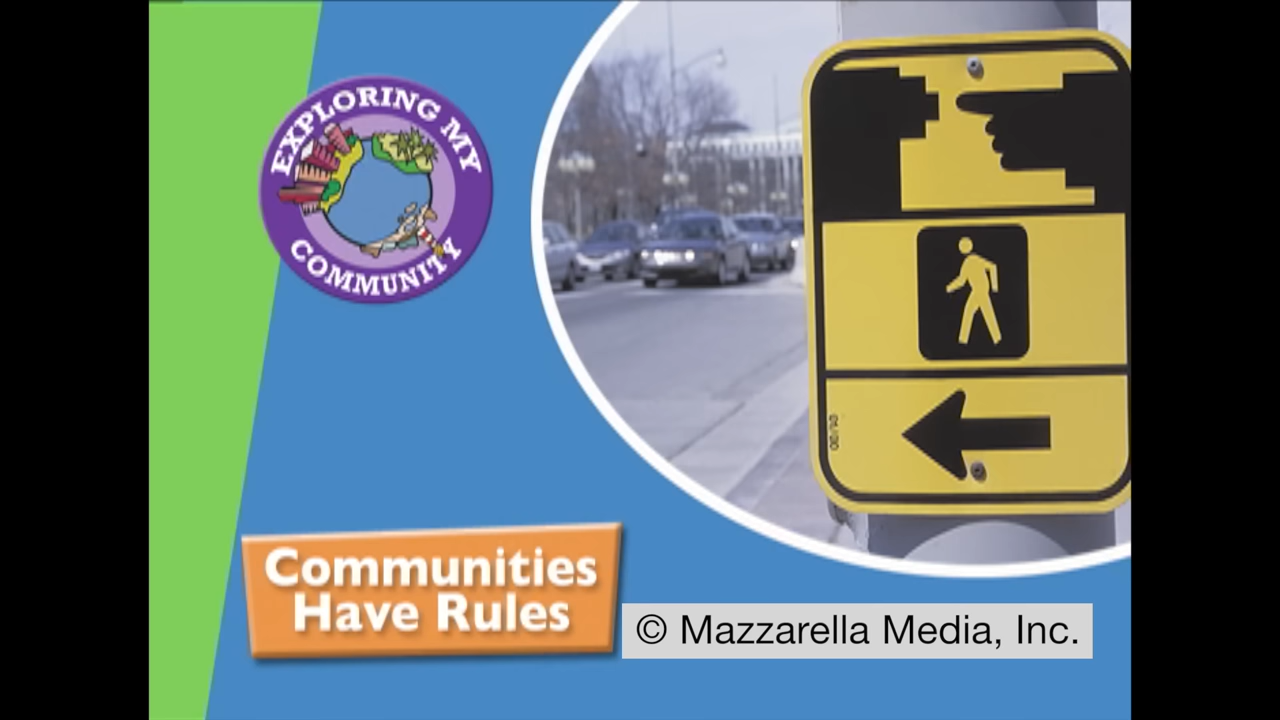 EXPLORING MY
COMMUNITY
Communities
Have Rules
© Mazzarella Media, Inc.